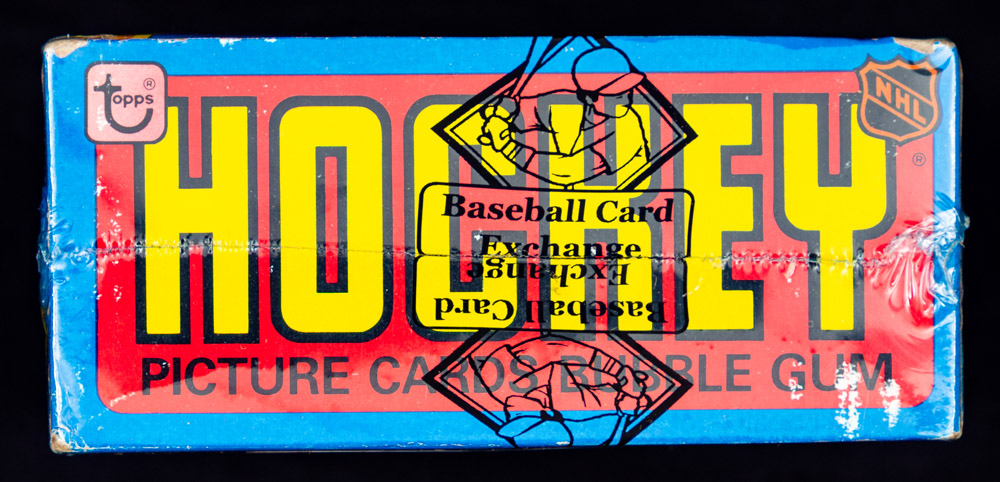 topps ®
HOCKEY
NHL
®
Baseball Card
Exchange
Exchange
Baseball Card
PICTURE CARDS BUBBLE GUM